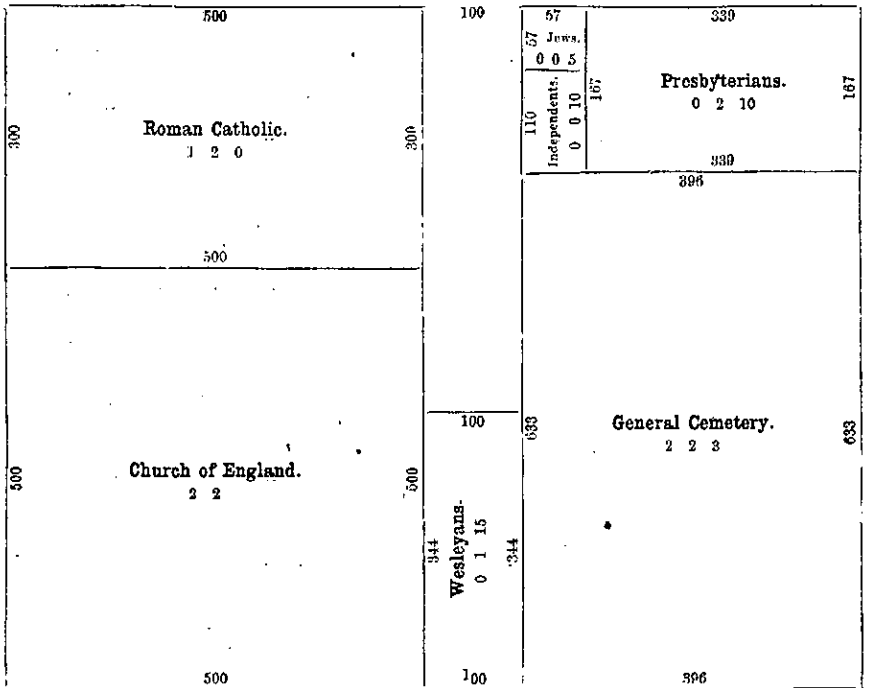 500
Roman Catholic.
1 2 0
300
300
500
Church of England.
2 2
500
500
500
100
100
Wesleyans.
0 1 15
344
344
100
57
57
Jews.
0 0 5
110
Independents.
0 0 10
167
339
Presbyterians.
0 2 10
167
339
396
General Cemetery.
2 2 3
633
633
396